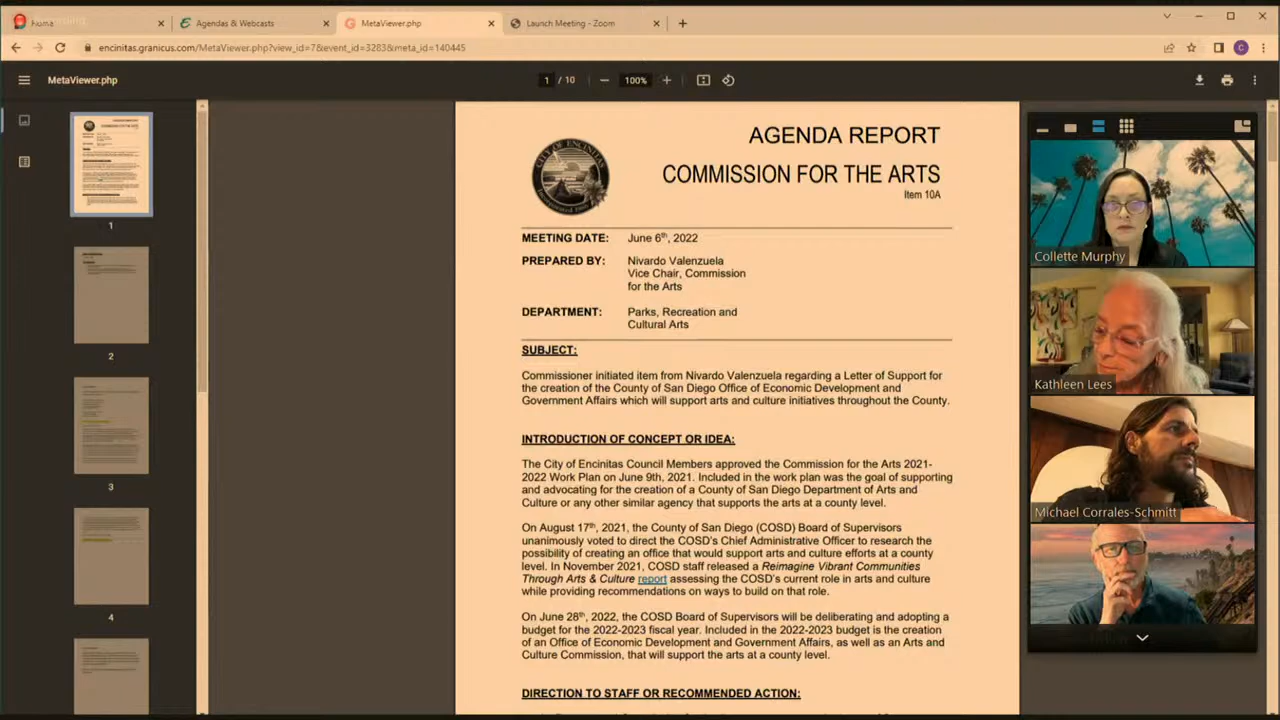 Agendas & Webcasts
MetaViewer.php
Launch Meeting - Zoom
encinitas.granicus.com/MetaViewer.php?view_id=7&event_id=3283&meta_id=140445
C
MetaViewer.php
1 / 10
100%
1
2
3
4
CITY OF ENCINITAS
AGENDA REPORT
COMMISSION FOR THE ARTS
Item 10A
MEETING DATE: June 6th, 2022
PREPARED BY: Nivardo Valenzuela
Vice Chair, Commission
for the Arts
DEPARTMENT: Parks, Recreation and
Cultural Arts
SUBJECT:
Commissioner initiated item from Nivardo Valenzuela regarding a Letter of Support for
the creation of the County of San Diego Office of Economic Development and
Government Affairs which will support arts and culture initiatives throughout the County.
INTRODUCTION OF CONCEPT OR IDEA:
The City of Encinitas Council Members approved the Commission for the Arts 2021-
2022 Work Plan on June 9th, 2021. Included in the work plan was the goal of supporting
and advocating for the creation of a County of San Diego Department of Arts and
Culture or any other similar agency that supports the arts at a county level.
On August 17th, 2021, the County of San Diego (COSD) Board of Supervisors
unanimously voted to direct the COSD's Chief Administrative Officer to research the
possibility of creating an office that would support arts and culture efforts at a county
level. In November 2021, COSD staff released a Reimagine Vibrant Communities
Through Arts & Culture report assessing the COSD's current role in arts and culture
while providing recommendations on ways to build on that role.
On June 28th, 2022, the COSD Board of Supervisors will be deliberating and adopting a
budget for the 2022-2023 fiscal year. Included in the 2022-2023 budget is the creation
of an Office of Economic Development and Government Affairs, as well as an Arts and
Culture Commission, that will support the arts at a county level.
DIRECTION TO STAFF OR RECOMMENDED ACTION:
Collette Murphy
Kathleen Lees
Michael Corrales-Schmitt